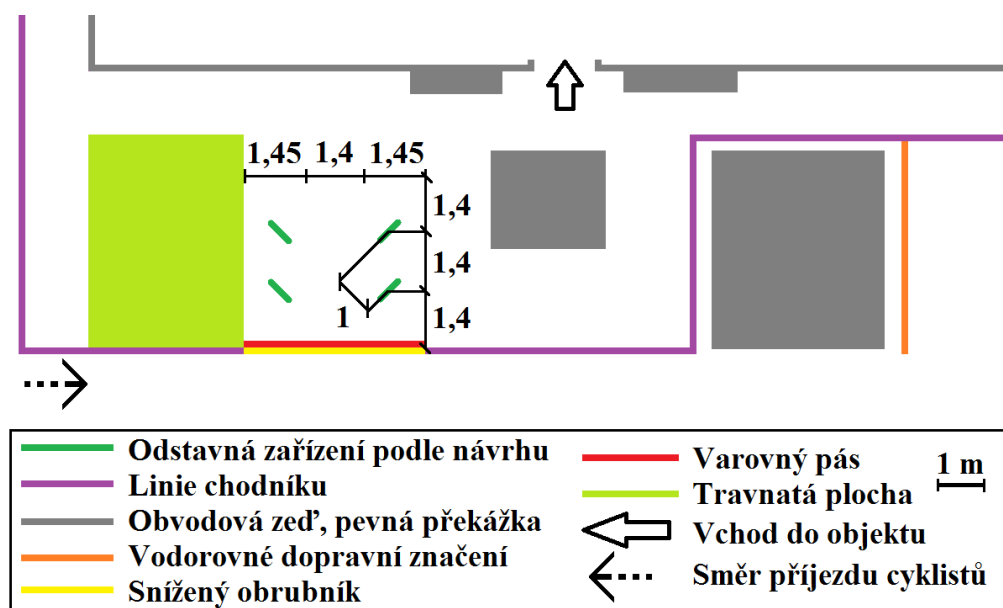 1,45 1,4 1,45
1,4
1,4
1
1,4
Odstavná zařízení podle návrhu
Linie chodníku
Obvodová zeď, pevná překážka
Vodorovné dopravní značení
Snížený obrubník
Varovný pás
1 m
Travnatá plocha
Vchod do objektu
Směr příjezdu cyklistů